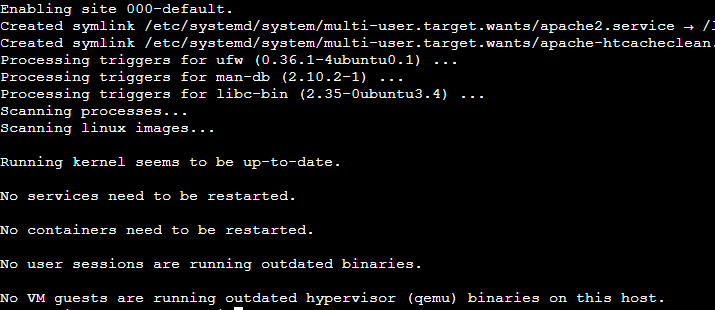 Enabling site 000-default.
Created symlink /etc/systemd/system/multi-user.target.wants/apache2.service → /
Created symlink /etc/systemd/system/multi-user.target.wants/apache-htcacheclean.
Processing triggers for ufw (0.36.1-4ubuntu0.1) ...
Processing triggers for man-db (2.10.2-1) ...
Processing triggers for libc-bin (2.35-0ubuntu3.4) ...
Scanning processes...
Scanning linux images...
Running kernel seems to be up-to-date.
No services need to be restarted.
No containers need to be restarted.
No user sessions are running outdated binaries.
No VM guests are running outdated hypervisor (qemu) binaries on this host.